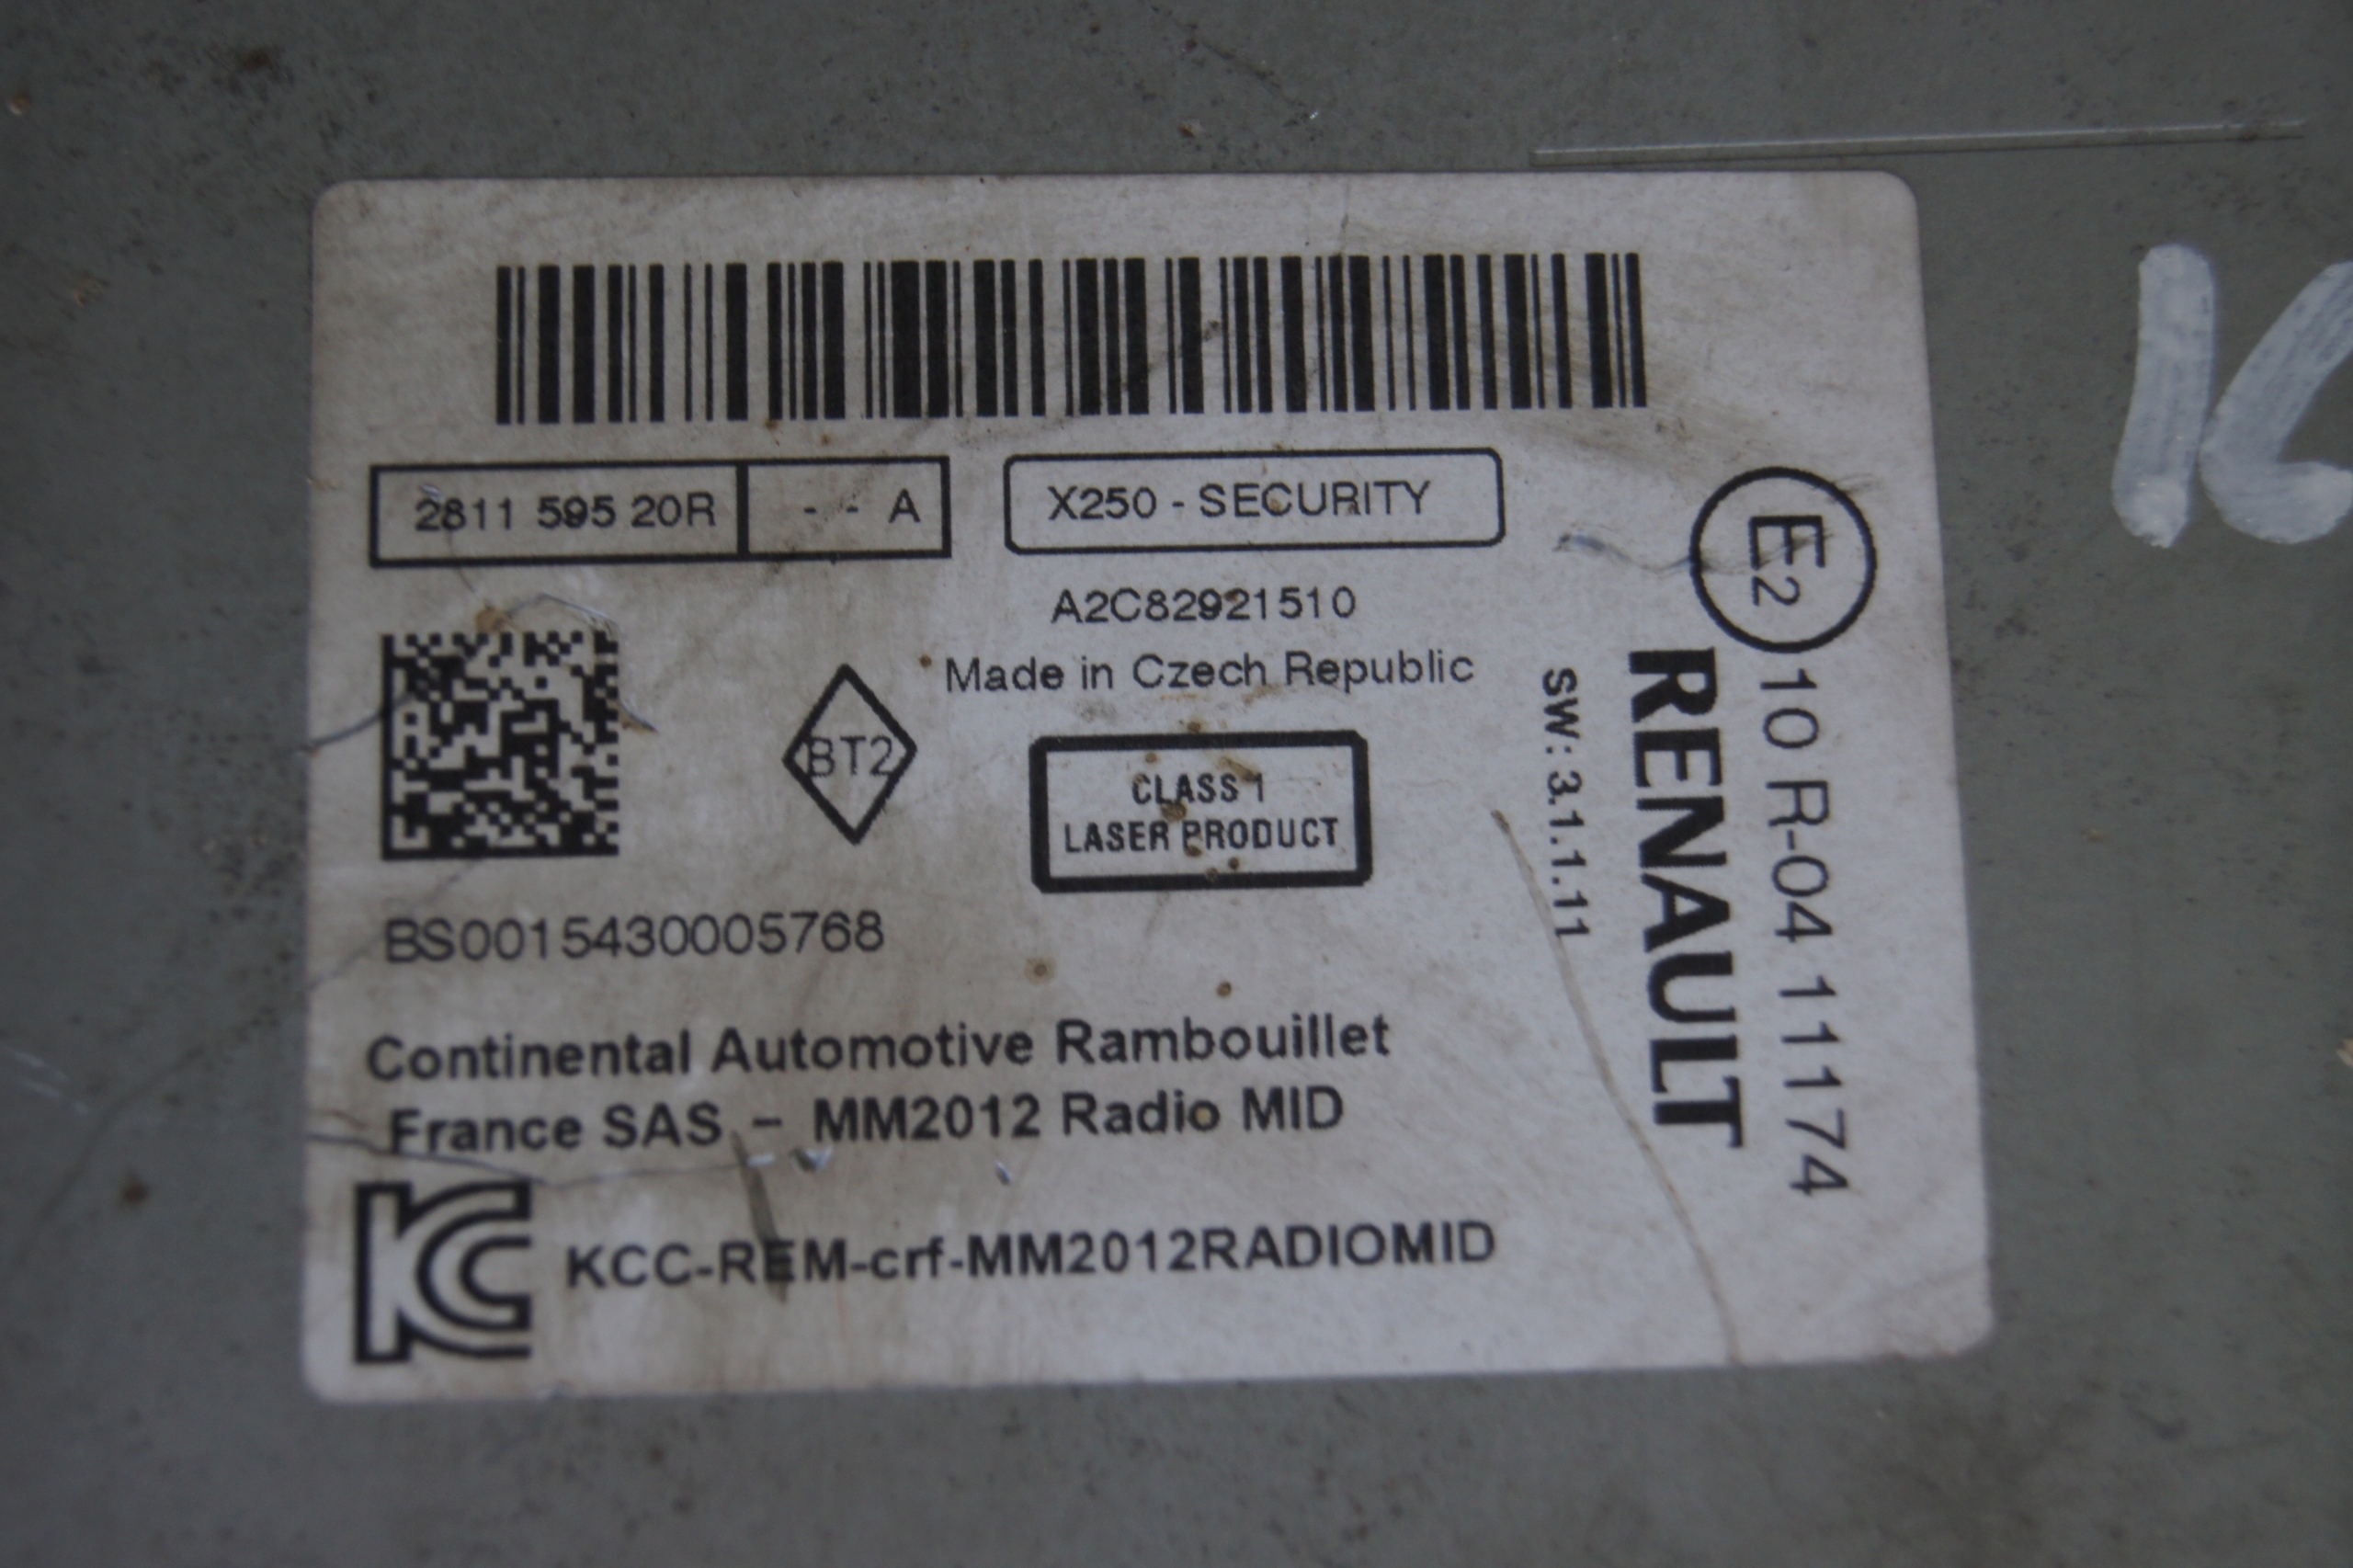 2811 595 20R - - A
X250 - SECURITY
A2C82921510
Made in Czech Republic
BT2
CLASS 1
LASER PRODUCT
BS0015430005768
Continental Automotive Rambouillet
France SAS - MM2012 Radio MID
KC
KCC-REM-crf-MM2012RADIOMID
SW: 3.1.1.11
RENAULT
E2
10 R-04 11174